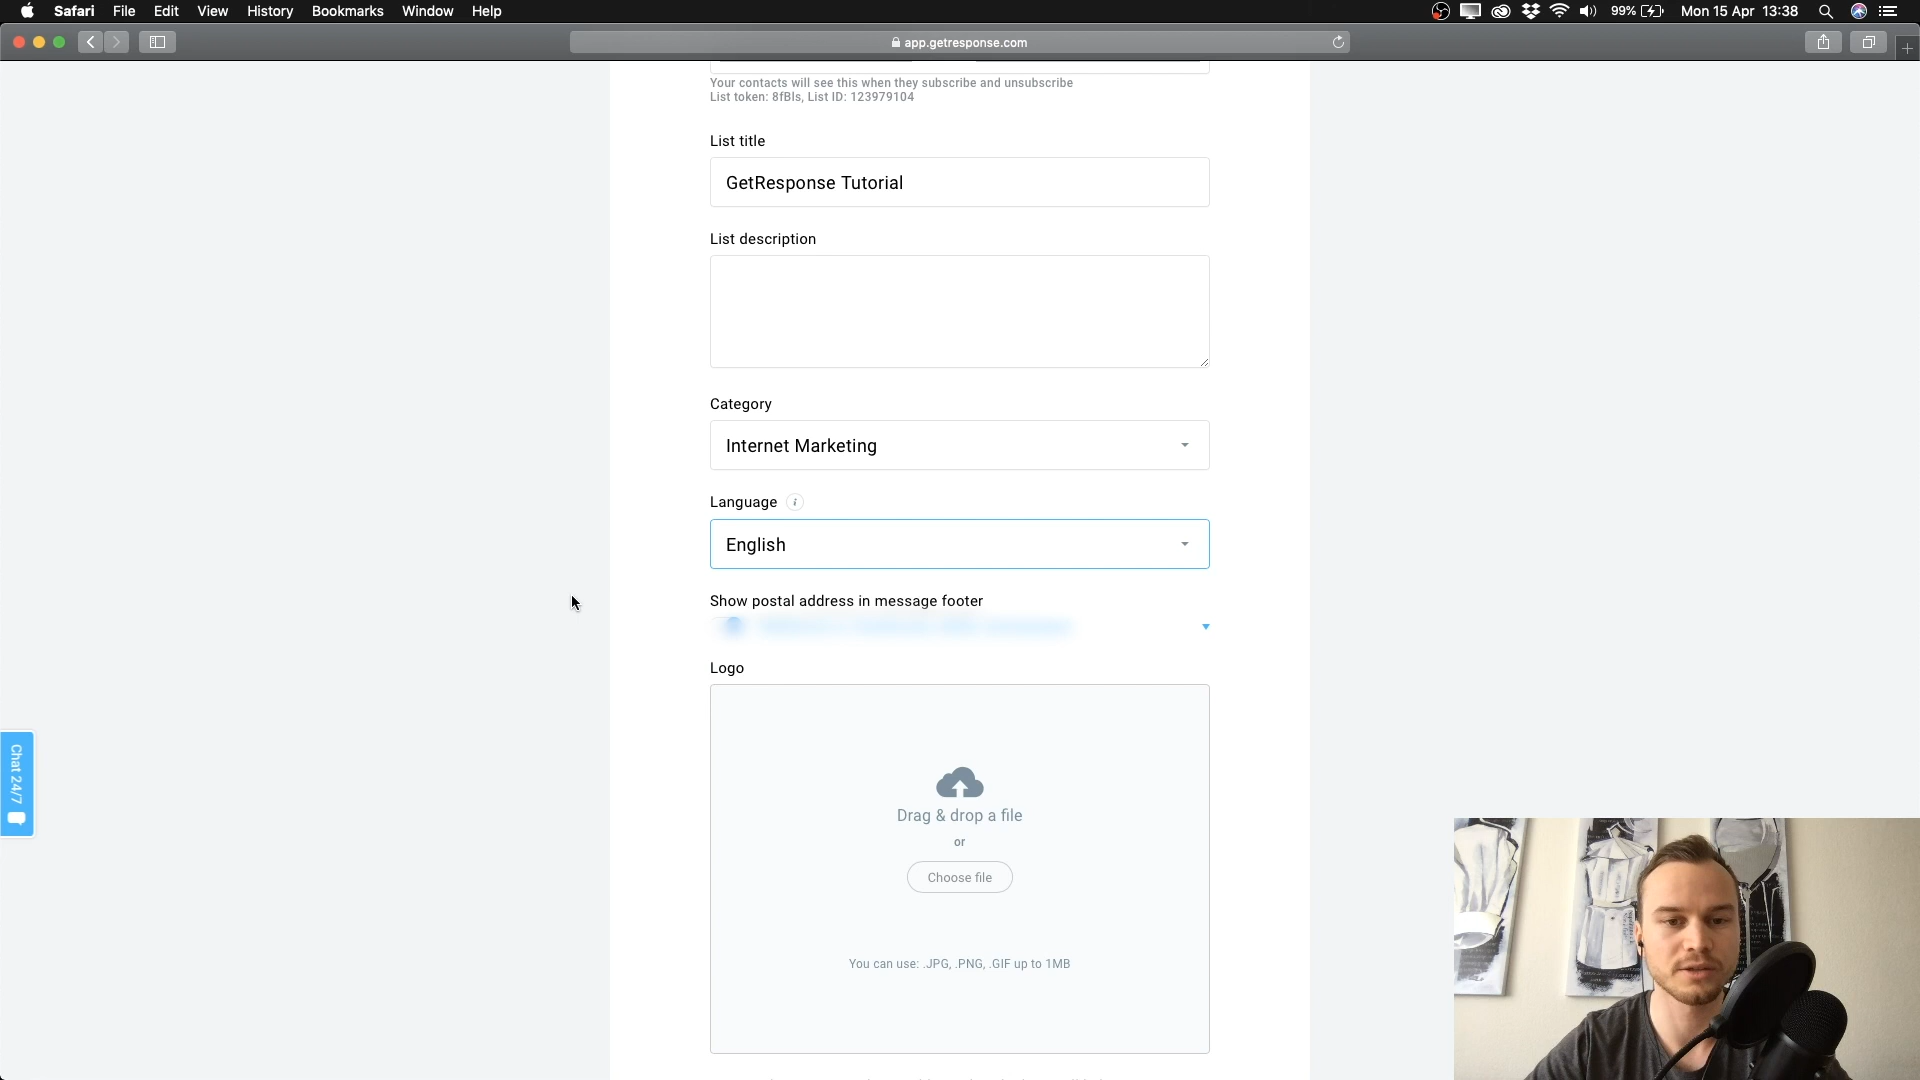 Safari File Edit View History Bookmarks Window Help 99% Mon 15 Apr 13:38
app.getresponse.com
Your contacts will see this when they subscribe and unsubscribe
List token: 8fBIs, List ID: 123979104
List title
GetResponse Tutorial
List description
Category
Internet Marketing
Language i
English
Show postal address in message footer
Logo
Drag & drop a file
or
Choose file
You can use: .JPG, .PNG, .GIF up to 1MB
Chat 24/7